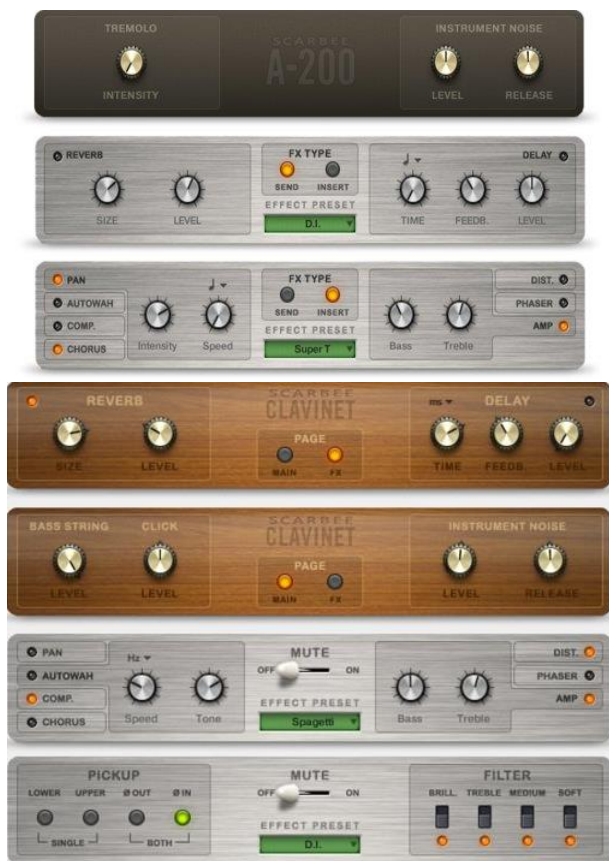 TREMOLO
SCARBEE
INSTRUMENT NOISE
A-200
INTENSITY
LEVEL
RELEASE
REVERB
FX TYPE
DELAY
SEND
INSERT
EFFECT PRESET
SIZE
LEVEL
D.I.
TIME
FEEDB.
LEVEL
PAN
FX TYPE
DIST.
AUTOWAH
SEND
INSERT
PHASER
COMP.
EFFECT PRESET
AMP
CHORUS
Intensity
Speed
Super T
Bass
Treble
REVERB
SCARBEE
CLAVINET
ms
DELAY
PAGE
SIZE
LEVEL
MAIN
FX
TIME
FEEDB.
LEVEL
BASS STRING
CLICK
SCARBEE
CLAVINET
INSTRUMENT NOISE
PAGE
LEVEL
LEVEL
MAIN
FX
LEVEL
RELEASE
PAN
Hz
MUTE
DIST.
AUTOWAH
OFF
ON
PHASER
COMP.
EFFECT PRESET
AMP
CHORUS
Speed
Tone
Spagetti
Bass
Treble
PICKUP
MUTE
FILTER
LOWER
UPPER
Ø OUT
Ø IN
OFF
ON
BRILL.
TREBLE
MEDIUM
SOFT
SINGLE
BOTH
EFFECT PRESET
D.I.